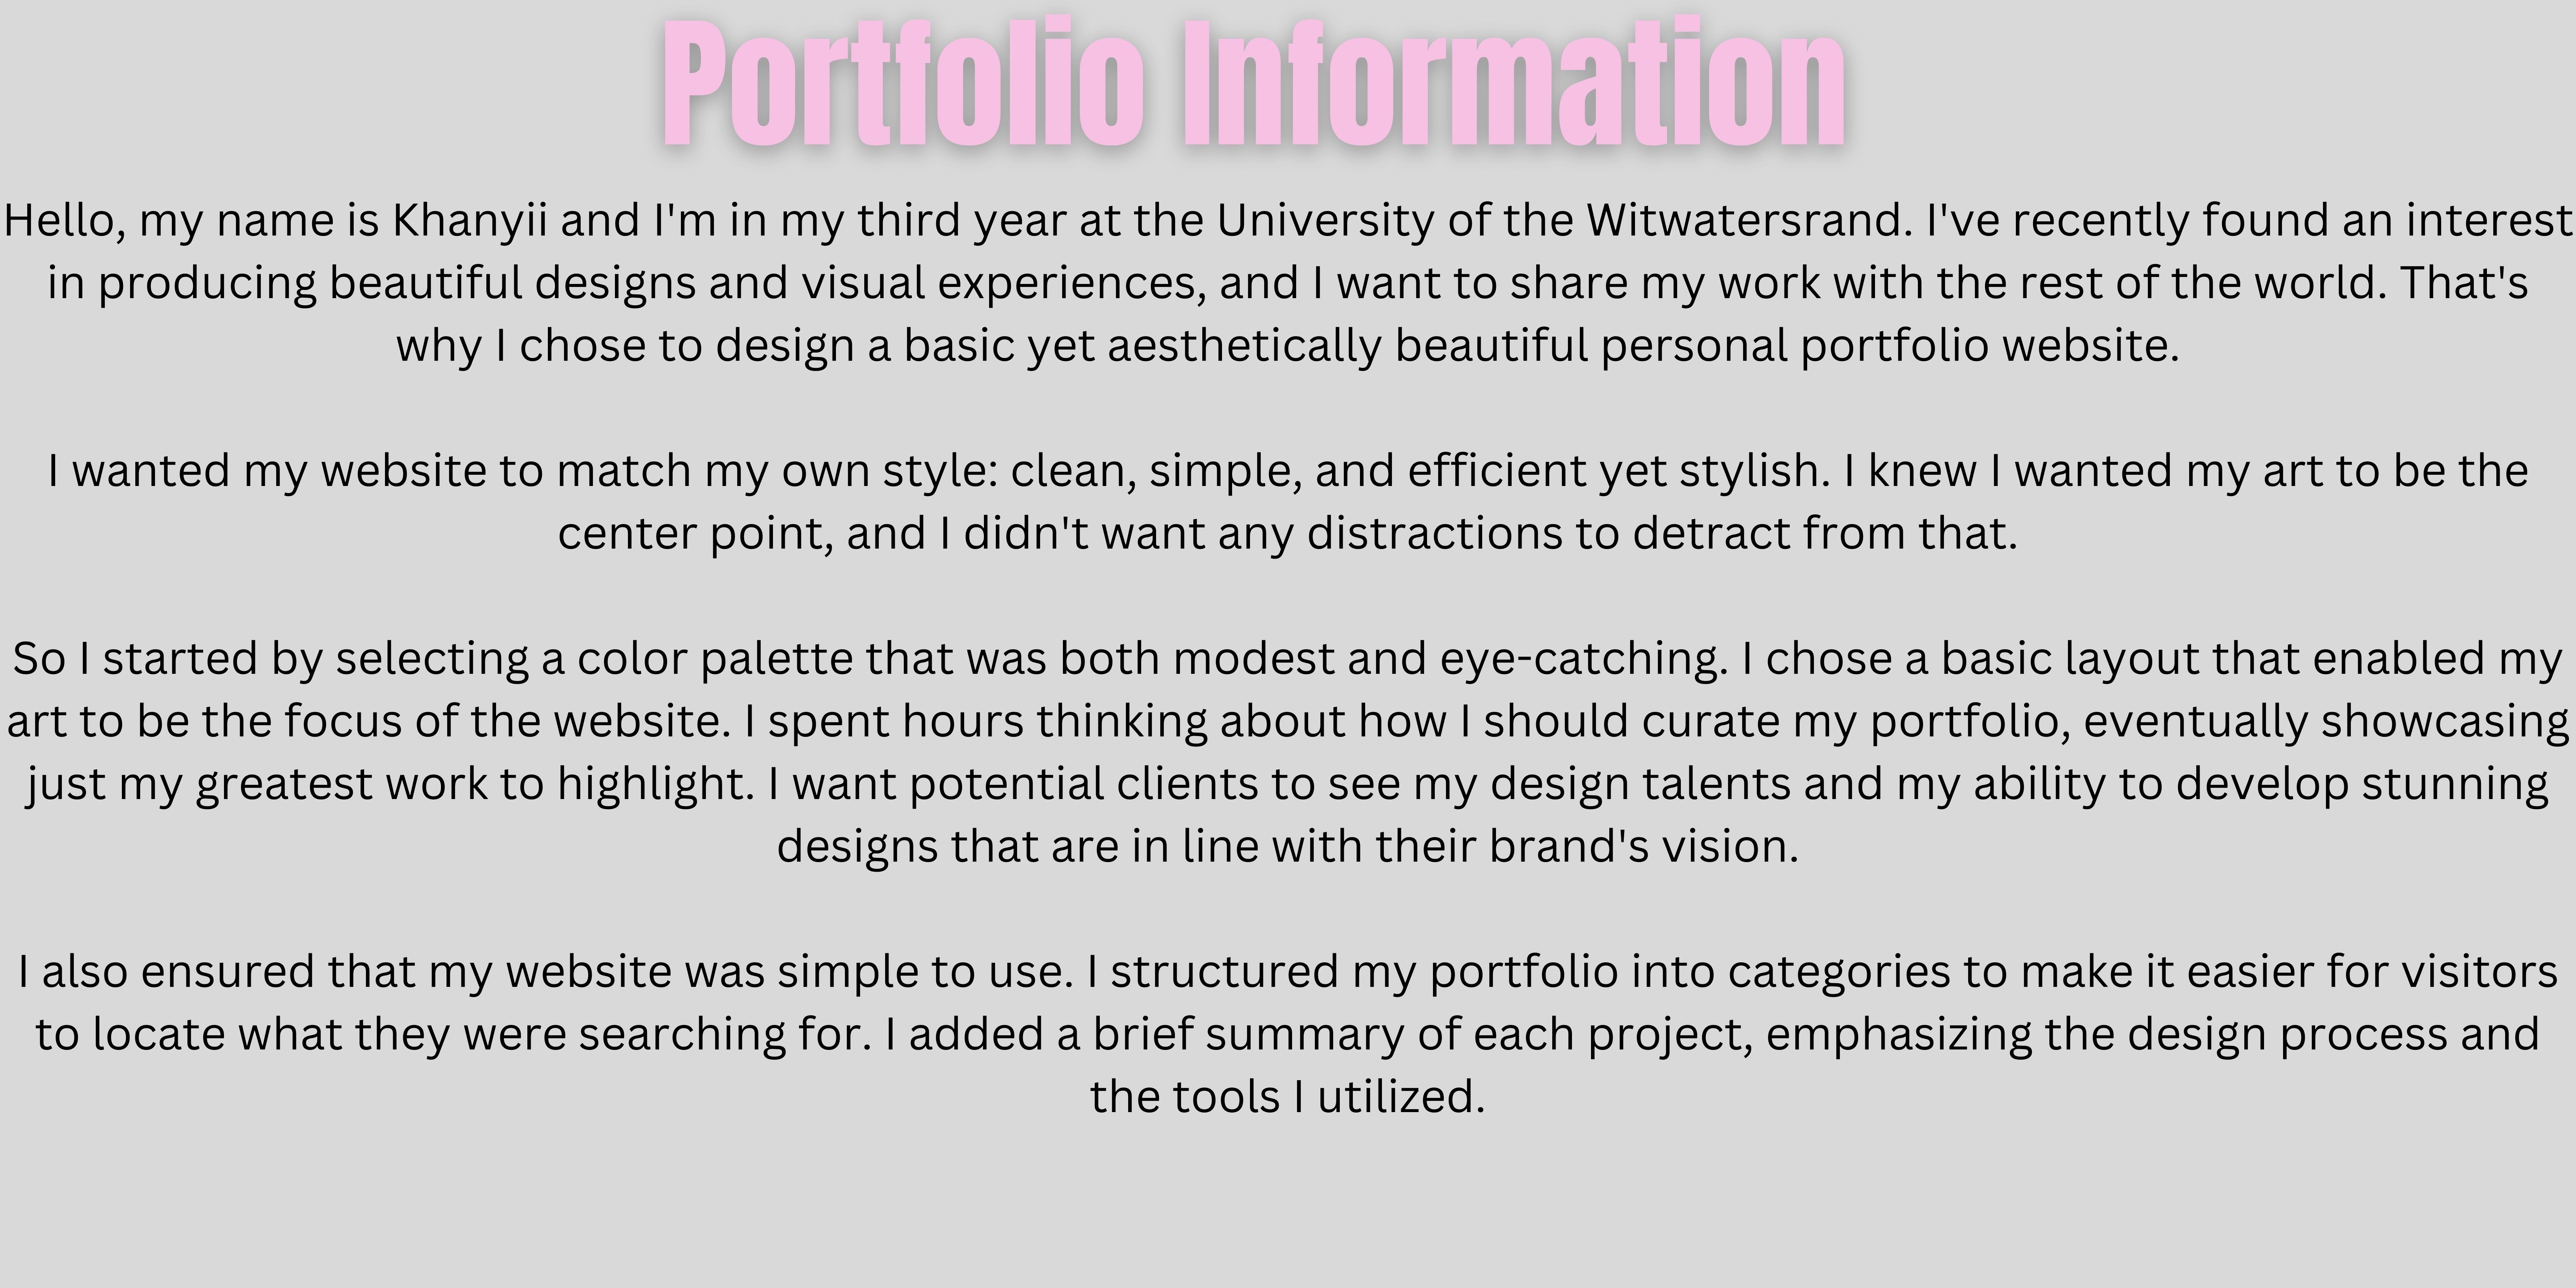 Portfolio Information
Hello, my name is Khanyii and I'm in my third year at the University of the Witwatersrand. I've recently found an interest
in producing beautiful designs and visual experiences, and I want to share my work with the rest of the world. That's
why I chose to design a basic yet aesthetically beautiful personal portfolio website.
I wanted my website to match my own style: clean, simple, and efficient yet stylish. I knew I wanted my art to be the
center point, and I didn't want any distractions to detract from that.
So I started by selecting a color palette that was both modest and eye-catching. I chose a basic layout that enabled my
art to be the focus of the website. I spent hours thinking about how I should curate my portfolio, eventually showcasing
just my greatest work to highlight. I want potential clients to see my design talents and my ability to develop stunning
designs that are in line with their brand's vision.
I also ensured that my website was simple to use. I structured my portfolio into categories to make it easier for visitors
to locate what they were searching for. I added a brief summary of each project, emphasizing the design process and
the tools I utilized.